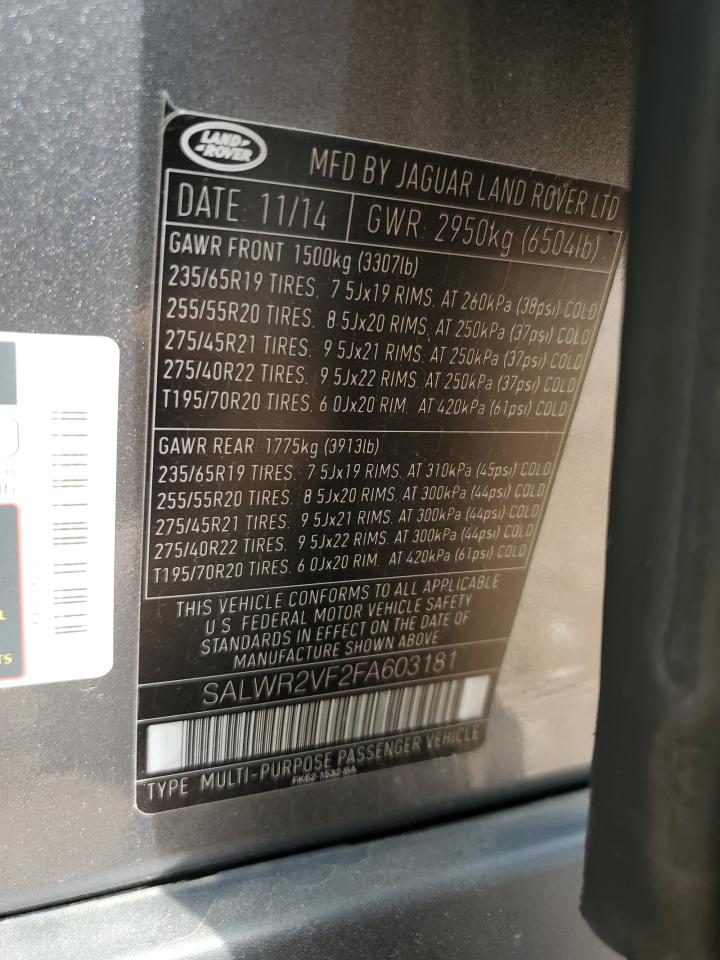 LAND ROVER
MFD BY JAGUAR LAND ROVER LTD
DATE 11/14 GWR 2950kg (6504lb)
GAWR FRONT 1500kg (3307lb)
235/65R19 TIRES. 7 5Jx19 RIMS, AT 260kPa (38psi) COLD
255/55R20 TIRES. 8 5Jx20 RIMS, AT 250kPa (37psi) COLD
275/45R21 TIRES. 9 5Jx21 RIMS, AT 250kPa (37psi) COLD
275/40R22 TIRES. 9 5Jx22 RIMS, AT 250kPa (37psi) COLD
T195/70R20 TIRES. 6 0Jx20 RIM. AT 420kPa (61psi) COLD
GAWR REAR 1775kg (3913lb)
235/65R19 TIRES. 7 5Jx19 RIMS, AT 310kPa (45psi) COLD
255/55R20 TIRES. 8 5Jx20 RIMS, AT 300kPa (44psi) COLD
275/45R21 TIRES. 9 5Jx21 RIMS, AT 300kPa (44psi) COLD
275/40R22 TIRES. 9 5Jx22 RIMS, AT 300kPa (44psi) COLD
T195/70R20 TIRES. 6 0Jx20 RIM. AT 420kPa (61psi) COLD
THIS VEHICLE CONFORMS TO ALL APPLICABLE
U S FEDERAL MOTOR VEHICLE SAFETY
STANDARDS IN EFFECT ON THE DATE OF
MANUFACTURE SHOWN ABOVE
SALWR2VF2FA603181
TYPE MULTI-PURPOSE PASSENGER VEHICLE
FK62-1532-BA